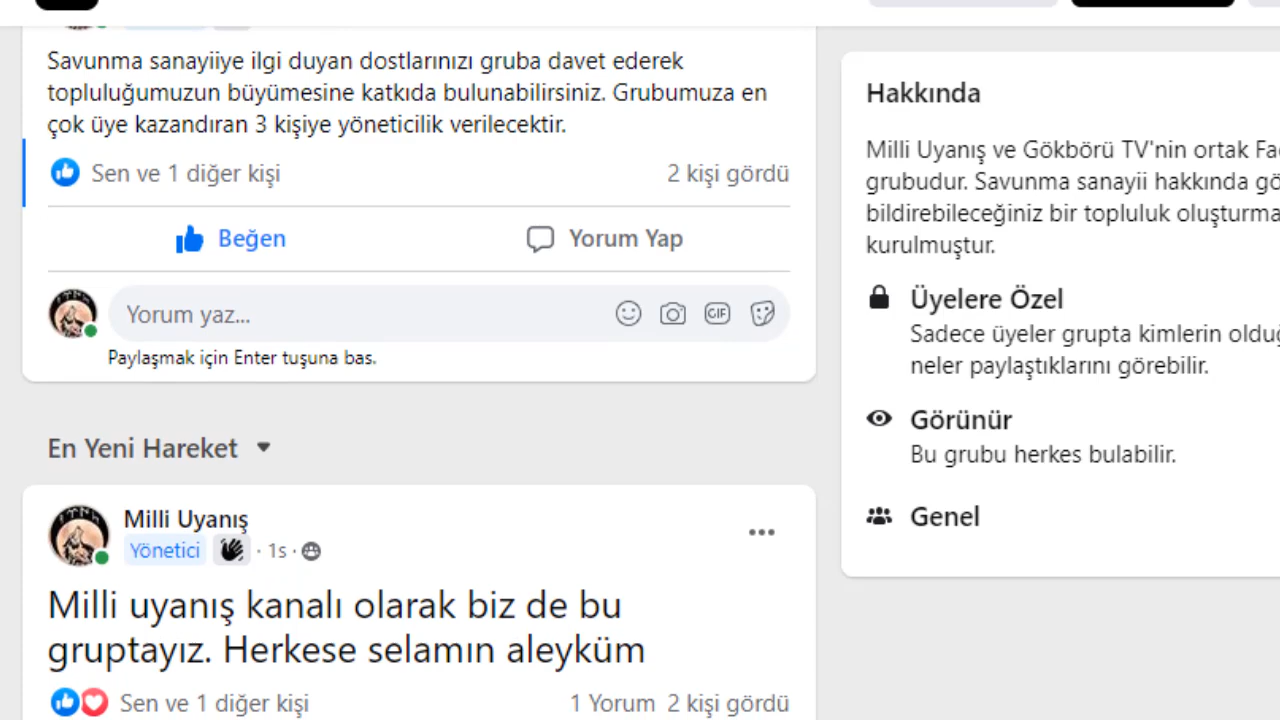 Savunma sanayiiye ilgi duyan dostlarınızı gruba davet ederek
topluluğumuzun büyümesine katkıda bulunabilirsiniz. Grubumuza en
çok üye kazandıran 3 kişiye yöneticilik verilecektir.
Sen ve 1 diğer kişi 2 kişi gördü
Beğen Yorum Yap
Yorum yaz... GIF
Paylaşmak için Enter tuşuna bas.
En Yeni Hareket
Milli Uyanış
Yönetici · 1s ·
Milli uyanış kanalı olarak biz de bu
gruptayız. Herkese selamın aleyküm
Sen ve 1 diğer kişi 1 Yorum 2 kişi gördü
Hakkında
Milli Uyanış ve Gökbörü TV'nin ortak
grubudur. Savunma sanayii hakkında
bildirebileceğiniz bir topluluk
kurulmuştur.
Üyelere Özel
Sadece üyeler grupta kimlerin
neler paylaştıklarını görebilir.
Görünür
Bu grubu herkes bulabilir.
Genel